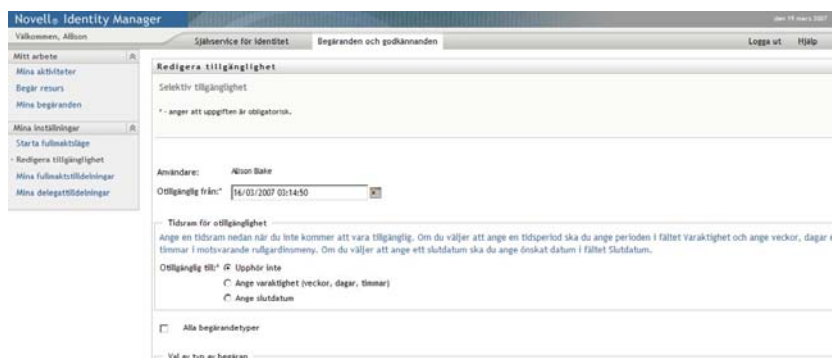 Novell® Identity Manager
den 19 mars 2007
Välkommen, Allison
Självservice för identitet
Begäranden och godkännanden
Logga ut
Hjälp
Mitt arbete
Mina aktiviteter
Begär resurs
Mina begäranden
Mina inställningar
Starta fullmaktsläge
Redigera tillgänglighet
Mina fullmaktstilldelningar
Mina delegattilldelningar
Redigera tillgänglighet
Selektiv tillgänglighet
* - anger att uppgiften är obligatorisk.
Användare: Allison Blake
Otillgänglig från:* 16/03/2007 03:14:50
Tidsram för otillgänglighet
Ange en tidsram nedan när du inte kommer att vara tillgänglig. Om du väljer att ange en tidsperiod ska du ange perioden i fältet Varaktighet och ange veckor, dagar
timmar i motsvarande rullgardinsmeny. Om du väljer att ange ett slutdatum ska du ange önskat datum i fältet Slutdatum.
Otillgänglig till:* Upphör inte
Ange varaktighet (veckor, dagar, timmar)
Ange slutdatum
Alla begärandetyper
Val av typ av begäran